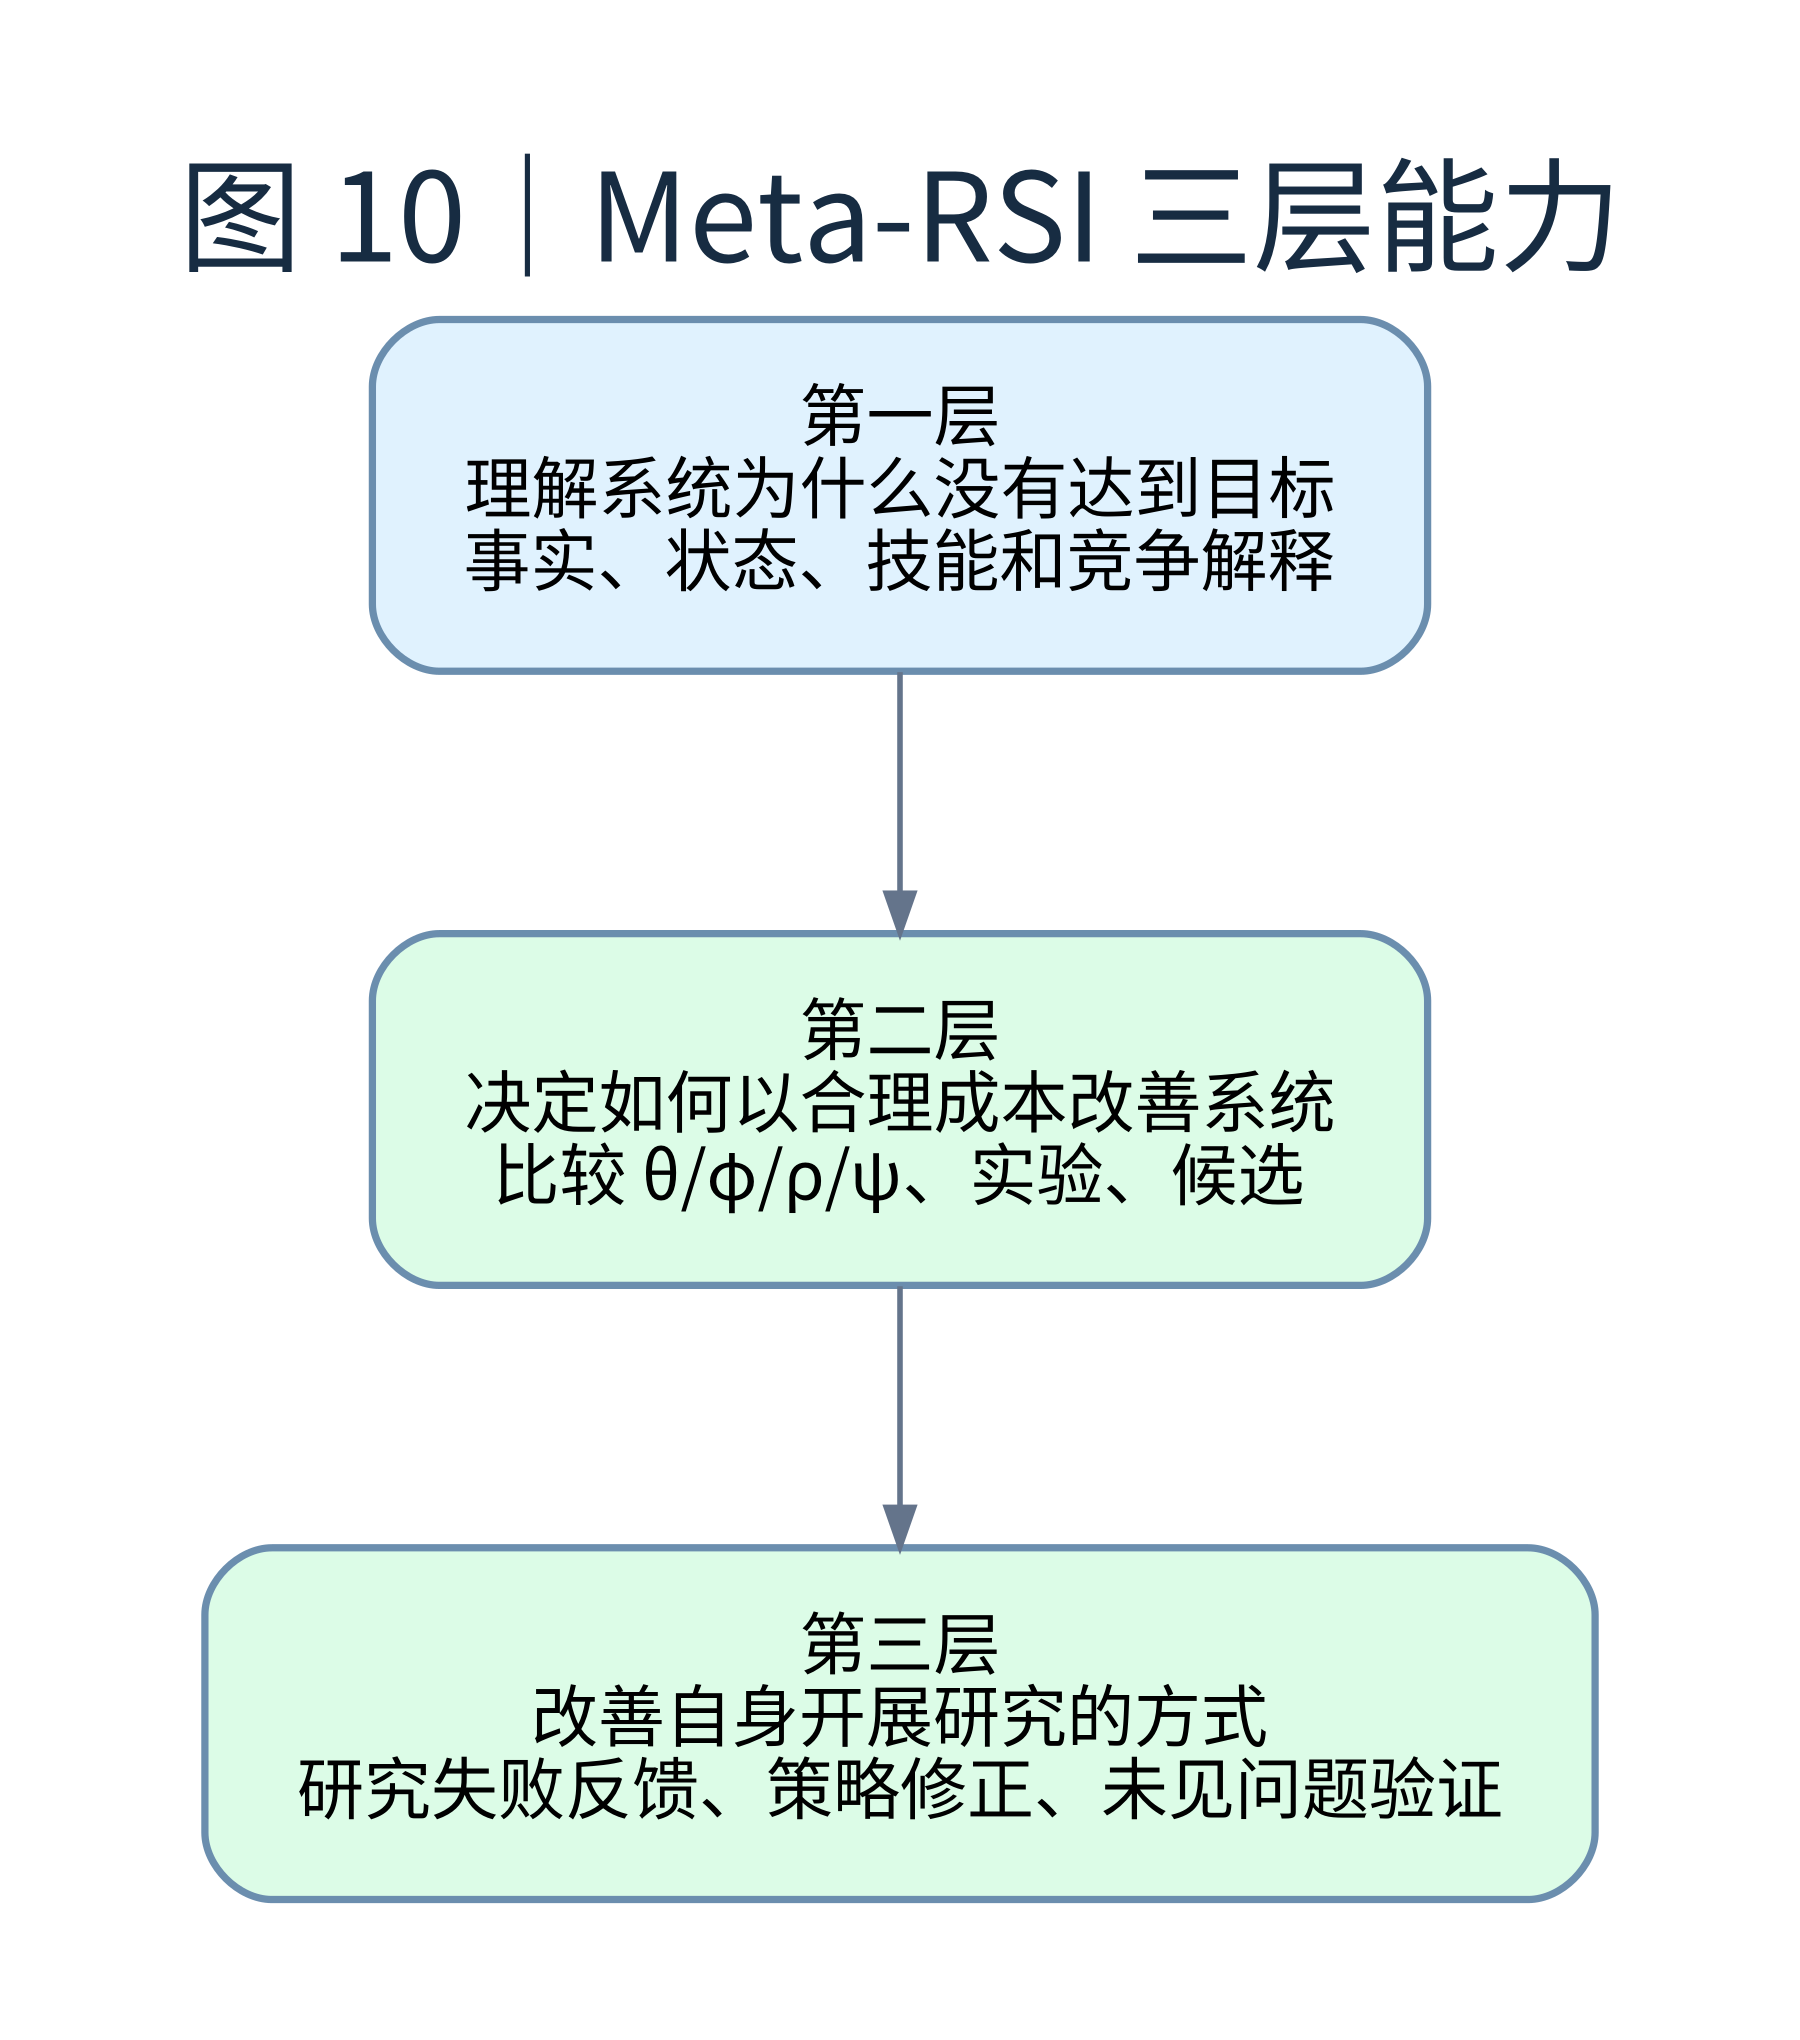 图 10｜Meta-RSI 三层能力
第一层
理解系统为什么没有达到目标
事实、状态、技能和竞争解释
第二层
决定如何以合理成本改善系统
比较 θ/ϕ/ρ/ψ、实验、候选
第三层
改善自身开展研究的方式
研究失败反馈、策略修正、未见问题验证